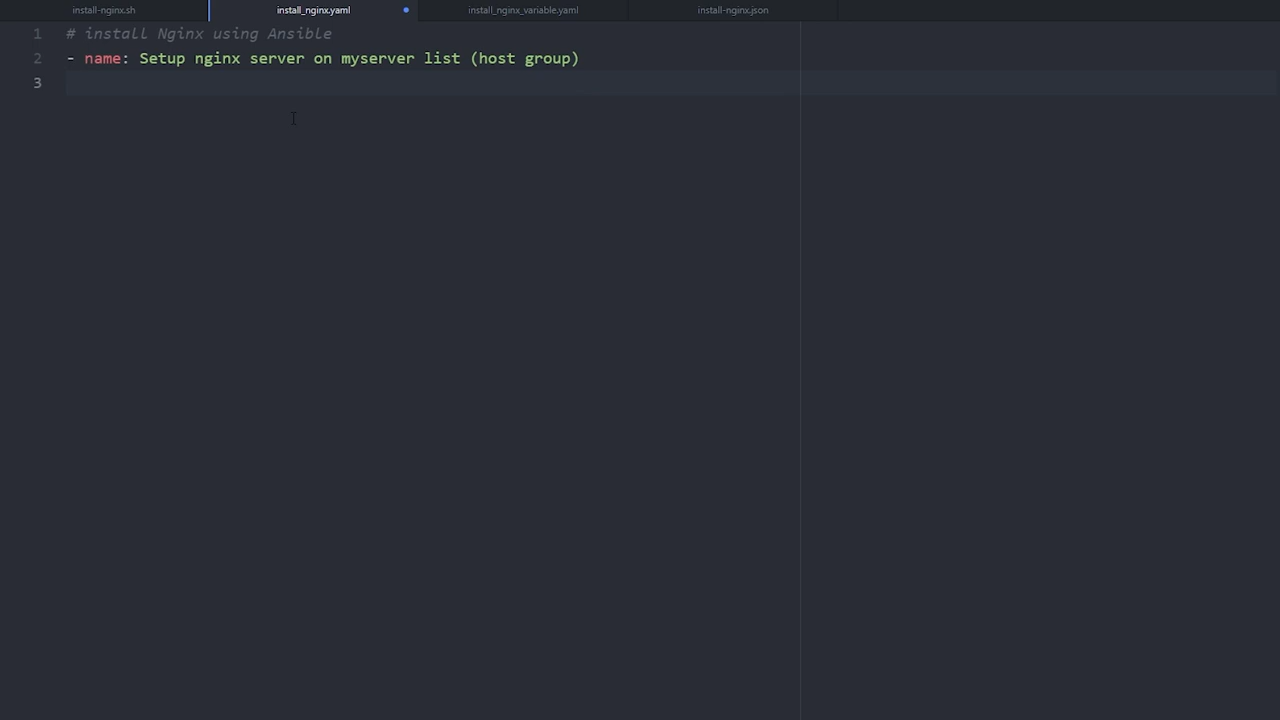 install-nginx.sh install_nginx.yaml install_nginx_variable.yaml install-nginx.json
1 # install Nginx using Ansible
2 - name: Setup nginx server on myserver list (host group)
3